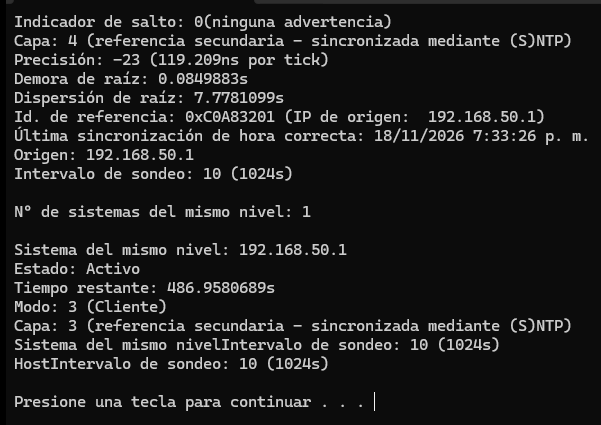 Indicador de salto: 0(ninguna advertencia)
Capa: 4 (referencia secundaria - sincronizada mediante (S)NTP)
Precisión: -23 (119.209ns por tick)
Demora de raíz: 0.0849883s
Dispersión de raíz: 7.7781099s
Id. de referencia: 0xC0A83201 (IP de origen:  192.168.50.1)
Última sincronización de hora correcta: 18/11/2026 7:33:26 p. m.
Origen: 192.168.50.1
Intervalo de sondeo: 10 (1024s)
N° de sistemas del mismo nivel: 1
Sistema del mismo nivel: 192.168.50.1
Estado: Activo
Tiempo restante: 486.9580689s
Modo: 3 (Cliente)
Capa: 3 (referencia secundaria - sincronizada mediante (S)NTP)
Sistema del mismo nivelIntervalo de sondeo: 10 (1024s)
HostIntervalo de sondeo: 10 (1024s)
Presione una tecla para continuar . . .